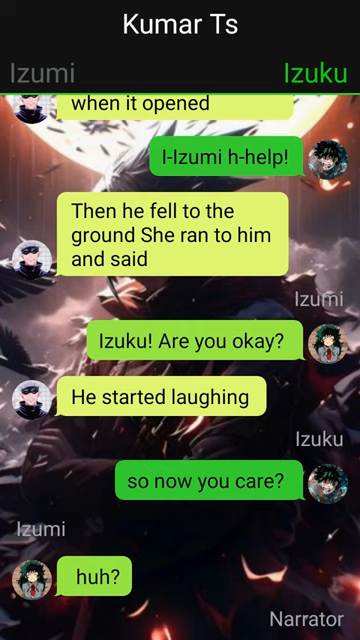 Kumar Ts
Izumi Izuku
when it opened
I-Izumi h-help!
Then he fell to the
ground She ran to him
and said
Izumi
Izuku! Are you okay?
He started laughing
Izuku
so now you care?
Izumi
huh?
Narrator